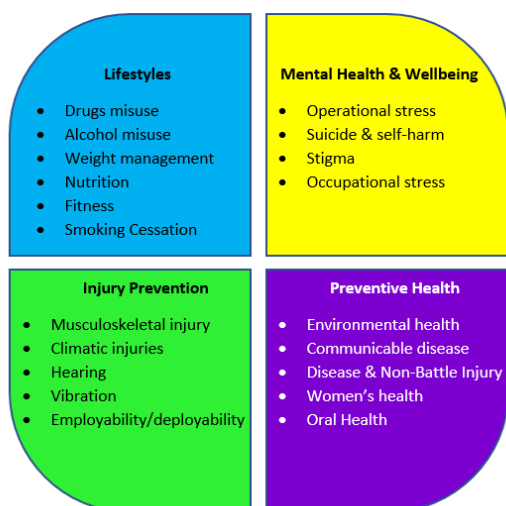 Lifestyles
• Drugs misuse
• Alcohol misuse
• Weight management
• Nutrition
• Fitness
• Smoking Cessation
Mental Health & Wellbeing
• Operational stress
• Suicide & self-harm
• Stigma
• Occupational stress
Injury Prevention
• Musculoskeletal injury
• Climatic injuries
• Hearing
• Vibration
• Employability/deployability
Preventive Health
• Environmental health
• Communicable disease
• Disease & Non-Battle Injury
• Women’s health
• Oral Health